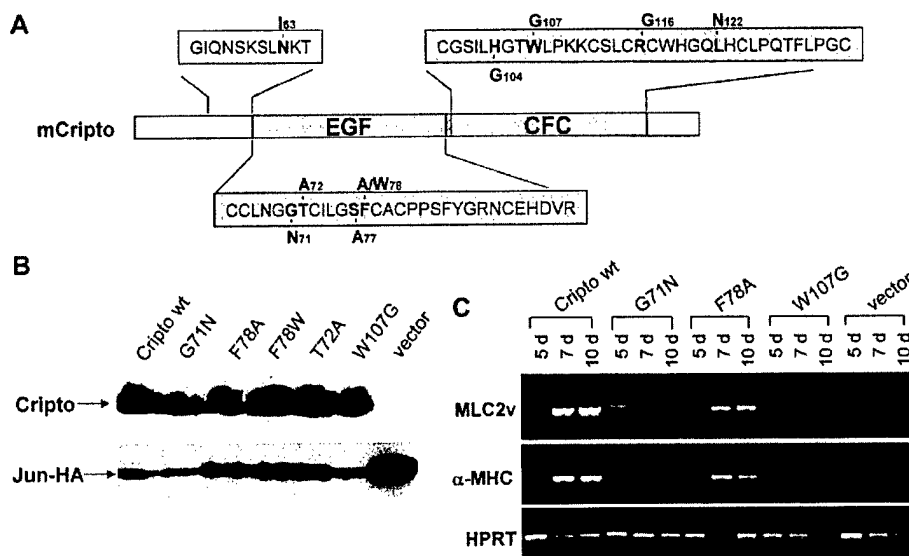 A
I63
GIQNSKSLNKT
G107 G116 N122
CGSILHGTWLPKKCSLCRCWHGQLHCLPQTFLPGC
G104
mCripto
EGF
CFC
A72 A/W78
CCLNGGTCILGSFCACPPSFYGRNCEHDVR
N71 A77
B
Cripto wt
G71N
F78A
F78W
T72A
W107G
vector
Cripto
Jun-HA
C
Cripto wt
G71N
F78A
W107G
vector
5 d 7 d 10 d 5 d 7 d 10 d 5 d 7 d 10 d 5 d 7 d 10 d 5 d 7 d 10 d
MLC2v
α-MHC
HPRT